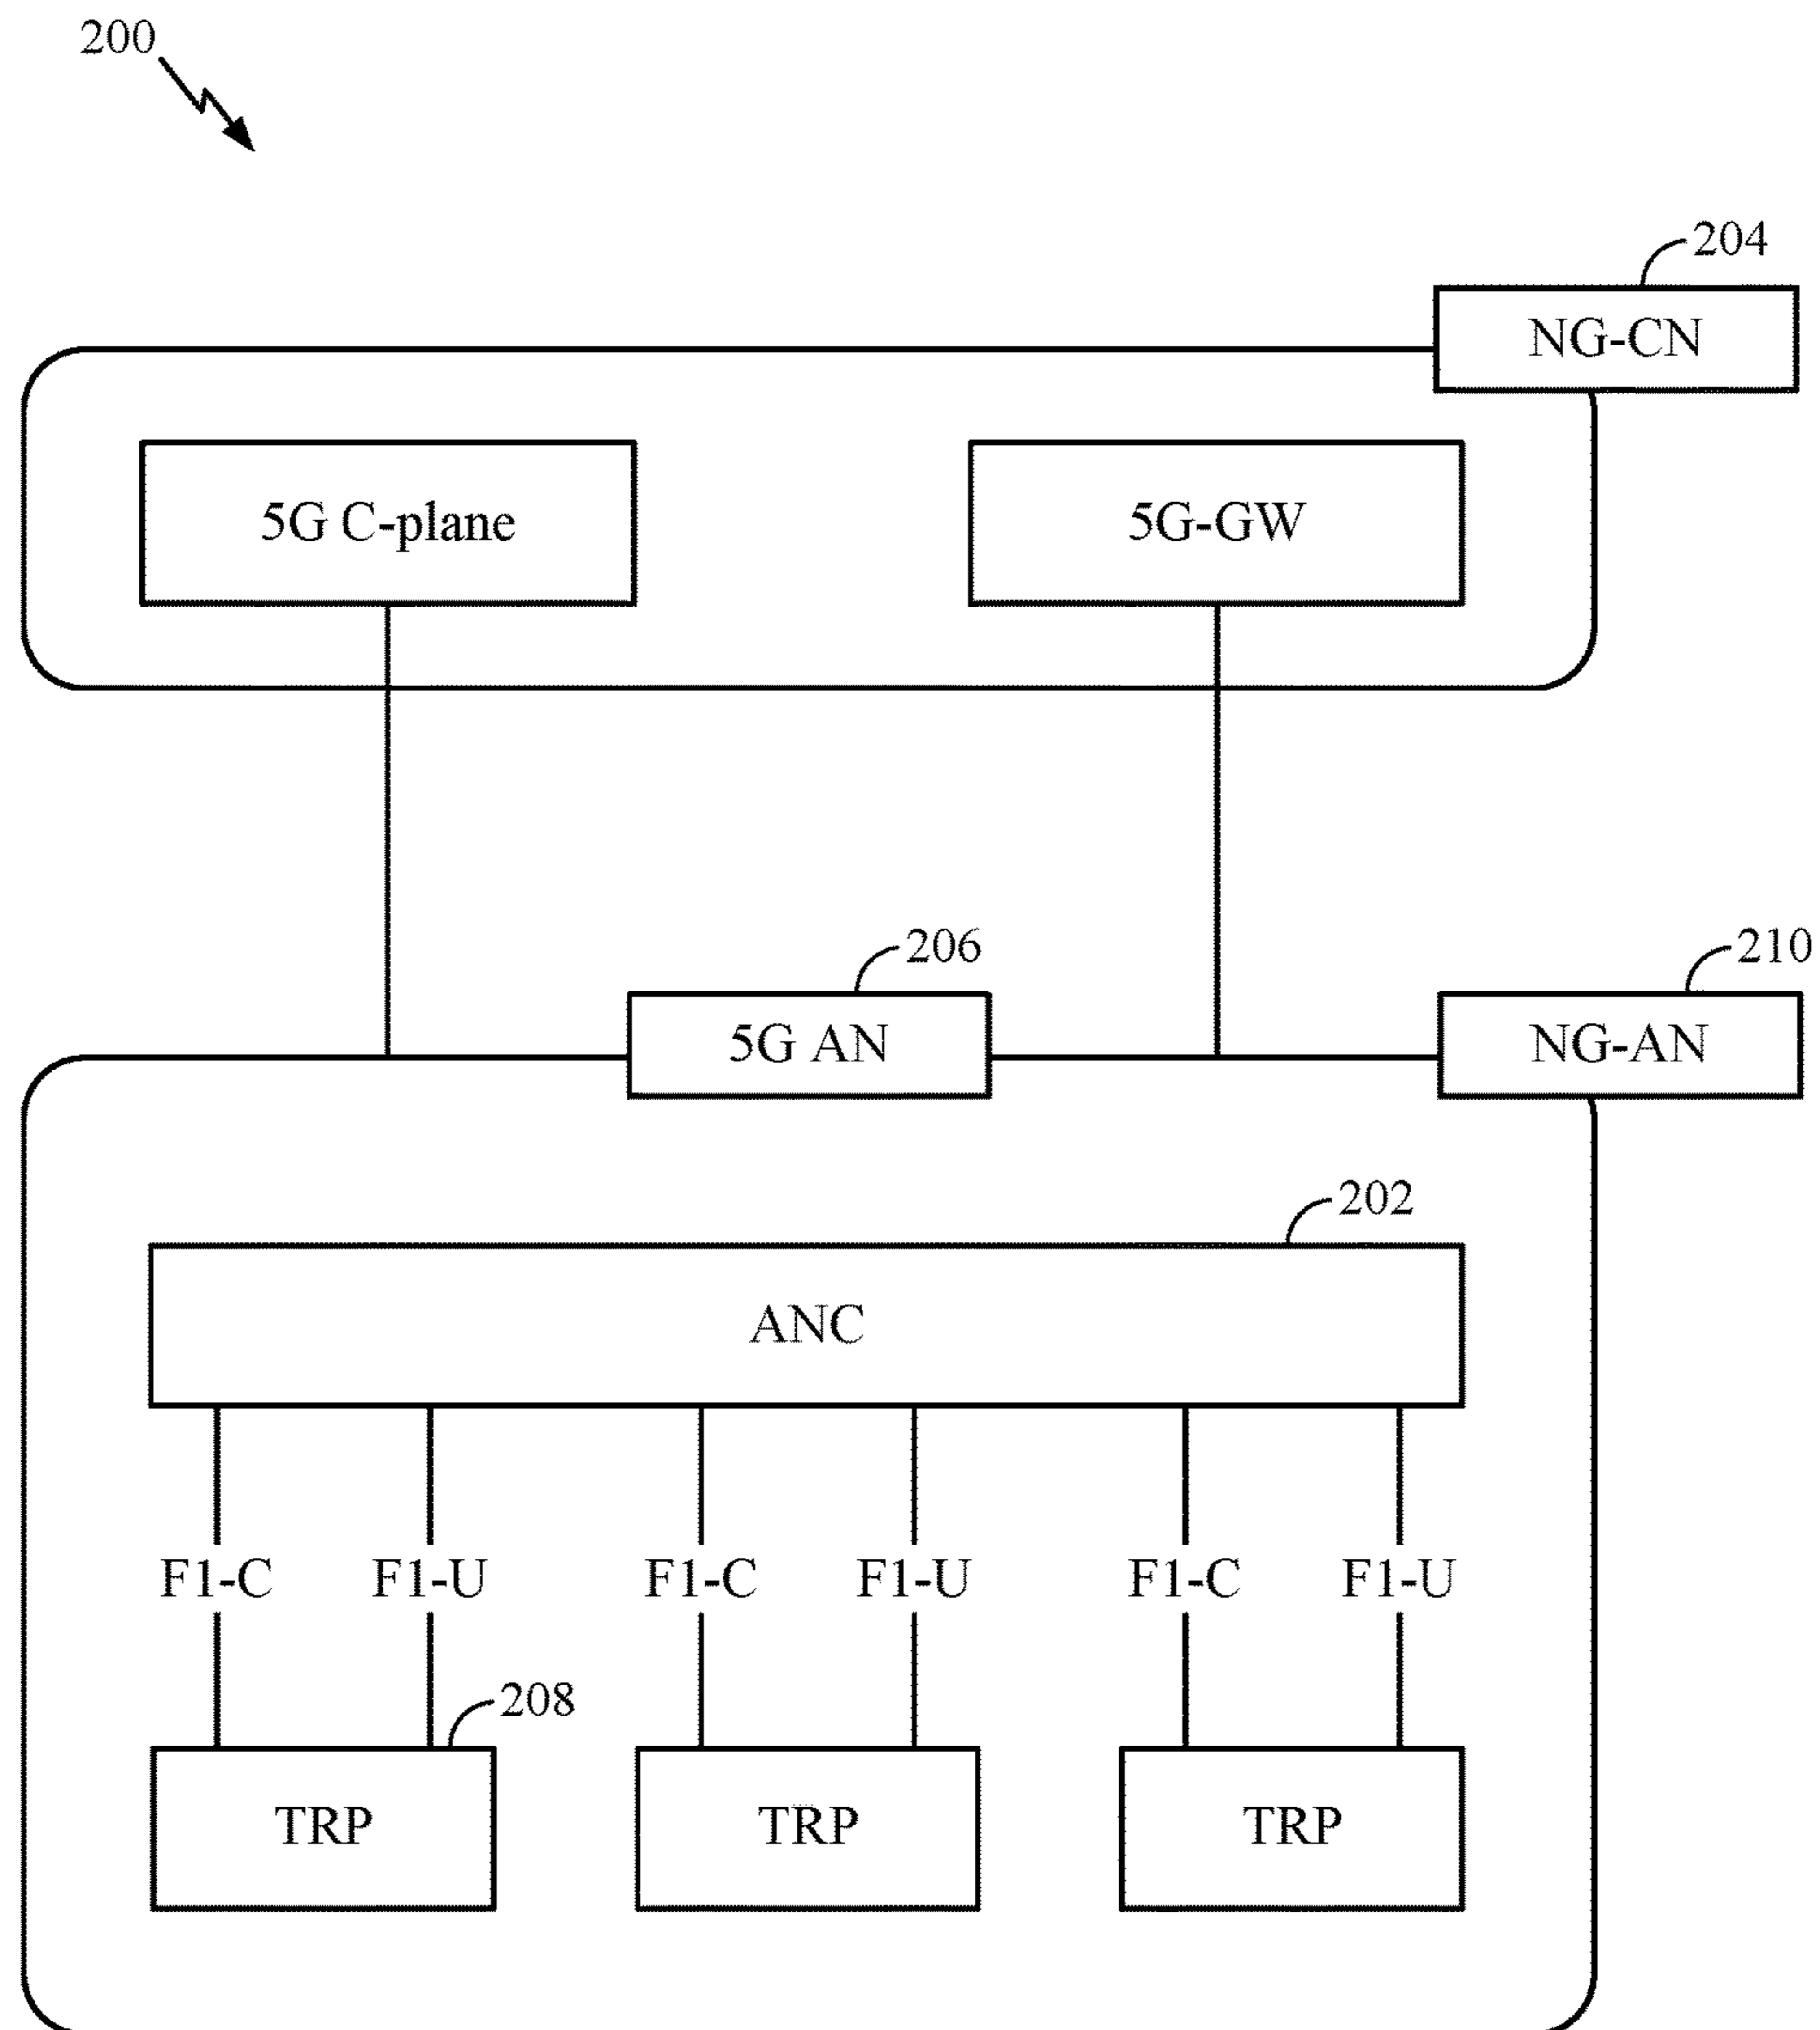 200
204
NG-CN
5G C-plane
5G-GW
206
210
5G AN
NG-AN
202
ANC
F1-C
F1-U
F1-C
F1-U
F1-C
F1-U
208
TRP
TRP
TRP